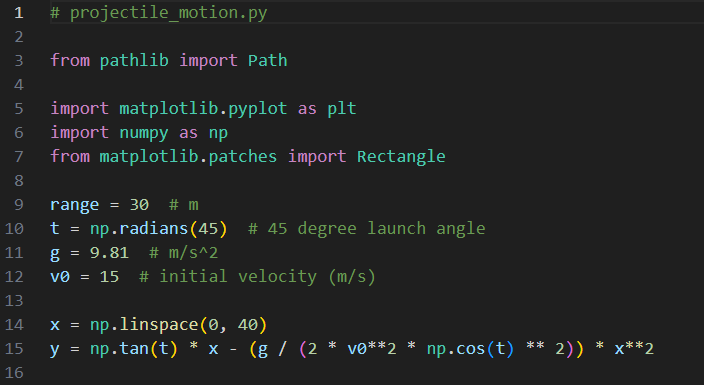 1 # projectile_motion.py
2
3 from pathlib import Path
4
5 import matplotlib.pyplot as plt
6 import numpy as np
7 from matplotlib.patches import Rectangle
8
9 range = 30  # m
10 t = np.radians(45)  # 45 degree launch angle
11 g = 9.81  # m/s^2
12 v0 = 15  # initial velocity (m/s)
13
14 x = np.linspace(0, 40)
15 y = np.tan(t) * x - (g / (2 * v0**2 * np.cos(t) ** 2)) * x**2
16